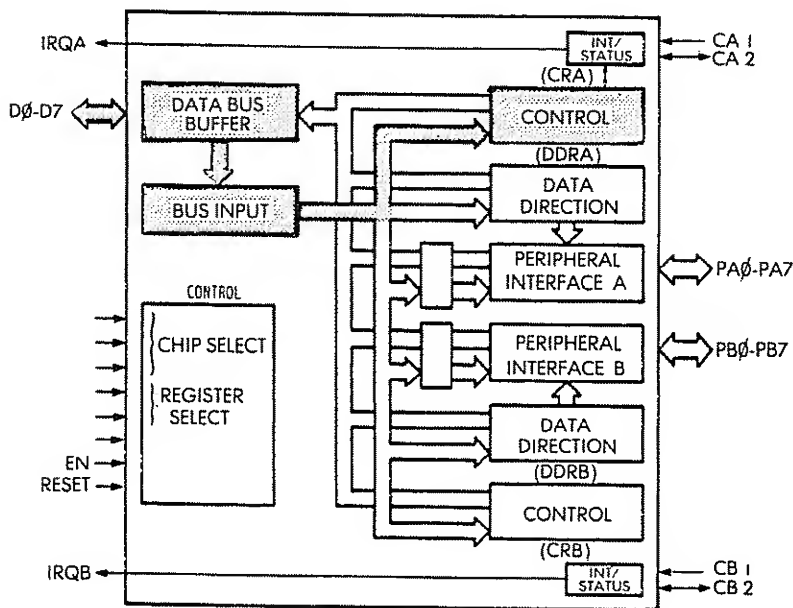 IRQA
INT/
STATUS
CA 1
CA 2
(CRA)
DØ-D7
DATA BUS
BUFFER
CONTROL
(DDRA)
DATA
DIRECTION
BUS INPUT
PERIPHERAL
INTERFACE A
PAØ-PA7
CONTROL
CHIP SELECT
REGISTER
SELECT
EN
RESET
PERIPHERAL
INTERFACE B
PBØ-PB7
DATA
DIRECTION
(DDRB)
CONTROL
(CRB)
IRQB
INT/
STATUS
CB 1
CB 2